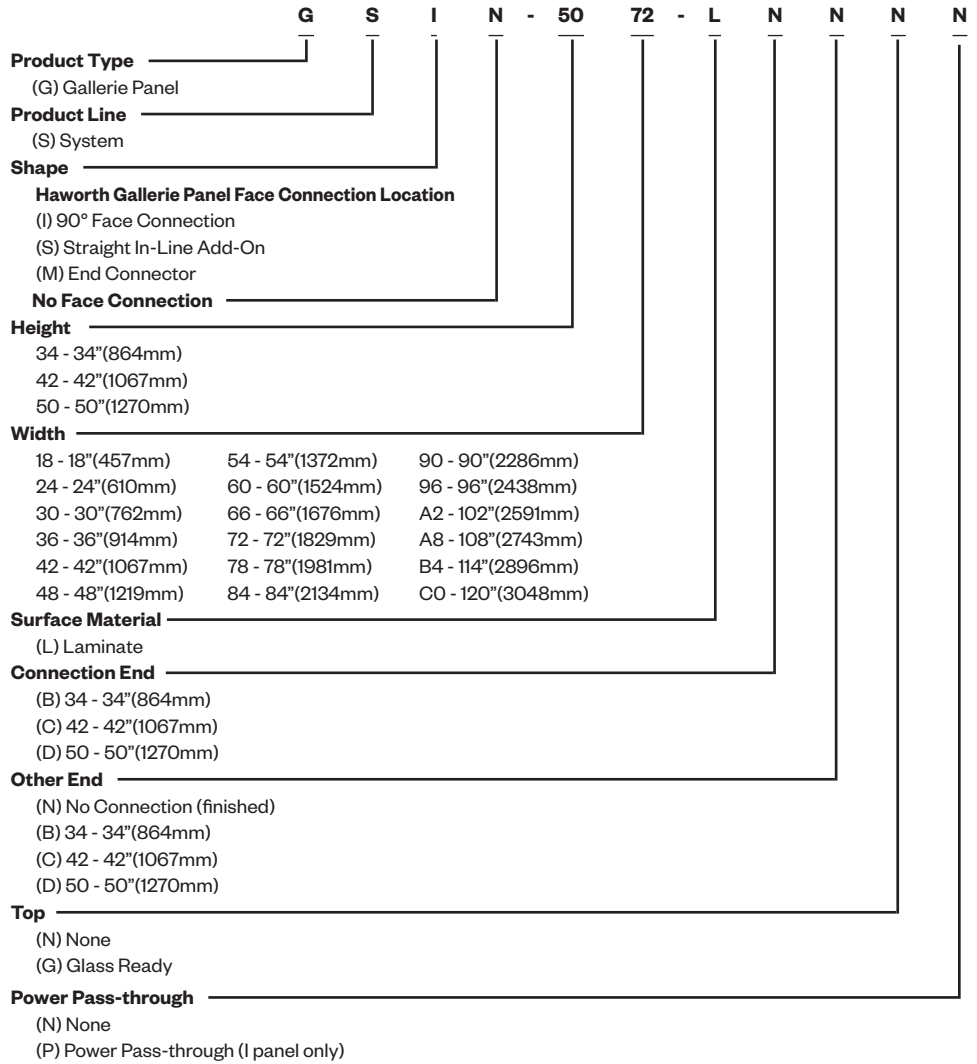 G S I N - 50 72 - L N N N N
Product Type
(G) Gallerie Panel
Product Line
(S) System
Shape
Haworth Gallerie Panel Face Connection Location
(I) 90° Face Connection
(S) Straight In-Line Add-On
(M) End Connector
No Face Connection
Height
34 - 34”(864mm)
42 - 42”(1067mm)
50 - 50”(1270mm)
Width
18 - 18”(457mm) 54 - 54”(1372mm) 90 - 90”(2286mm)
24 - 24”(610mm) 60 - 60”(1524mm) 96 - 96”(2438mm)
30 - 30”(762mm) 66 - 66”(1676mm) A2 - 102”(2591mm)
36 - 36”(914mm) 72 - 72”(1829mm) A8 - 108”(2743mm)
42 - 42”(1067mm) 78 - 78”(1981mm) B4 - 114”(2896mm)
48 - 48”(1219mm) 84 - 84”(2134mm) C0 - 120”(3048mm)
Surface Material
(L) Laminate
Connection End
(B) 34 - 34”(864mm)
(C) 42 - 42”(1067mm)
(D) 50 - 50”(1270mm)
Other End
(N) No Connection (finished)
(B) 34 - 34”(864mm)
(C) 42 - 42”(1067mm)
(D) 50 - 50”(1270mm)
Top
(N) None
(G) Glass Ready
Power Pass-through
(N) None
(P) Power Pass-through (I panel only)